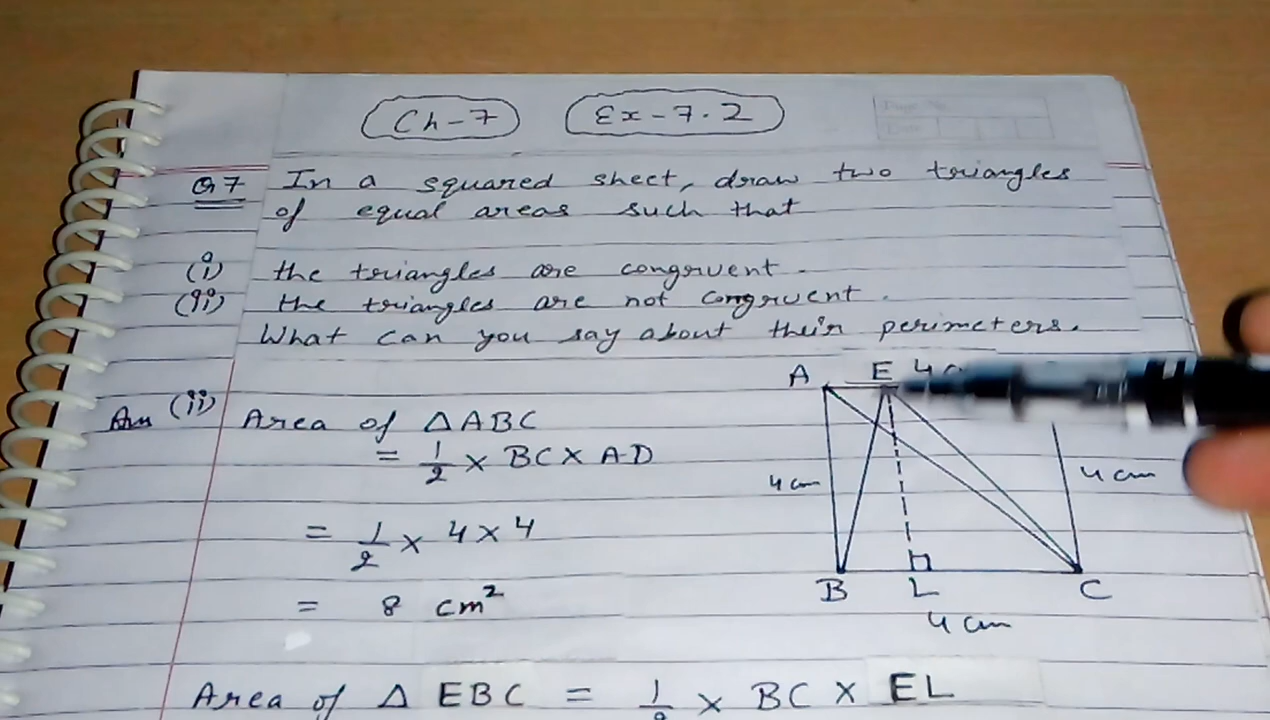 Ch-7 Ex-7.2
Q7 In a squared sheet, draw two triangles
of equal areas such that
(i) the triangles are congruent.
(ii) the triangles are not congruent.
What can you say about their perimeters.
A E
Ans (ii) Area of △ABC
= 1/2 × BC × AD
4 cm 4 cm
= 1/2 × 4 × 4
B L C
= 8 cm²
4 cm
Area of △ EBC = 1/2 × BC × EL